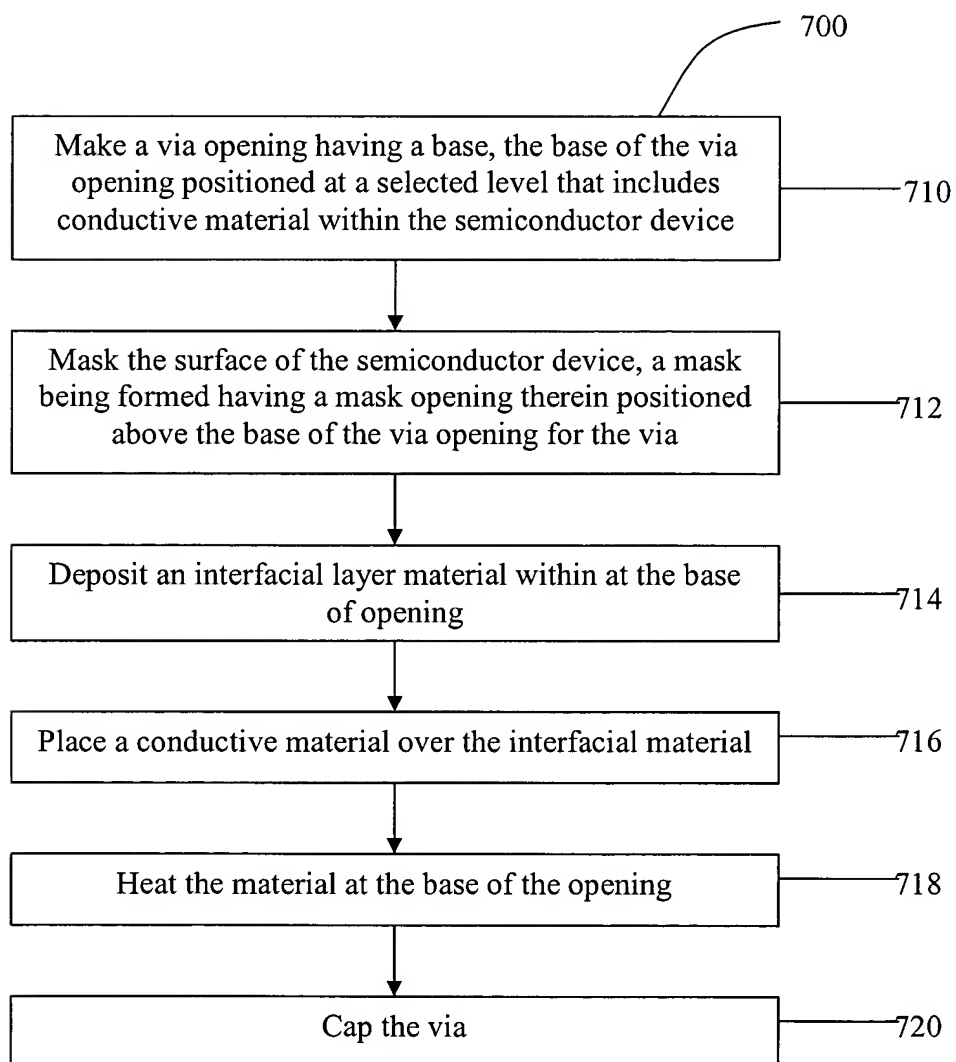 700
Make a via opening having a base, the base of the via
opening positioned at a selected level that includes
conductive material within the semiconductor device
710
Mask the surface of the semiconductor device, a mask
being formed having a mask opening therein positioned
above the base of the via opening for the via
712
Deposit an interfacial layer material within at the base
of opening
714
Place a conductive material over the interfacial material
716
Heat the material at the base of the opening
718
Cap the via
720